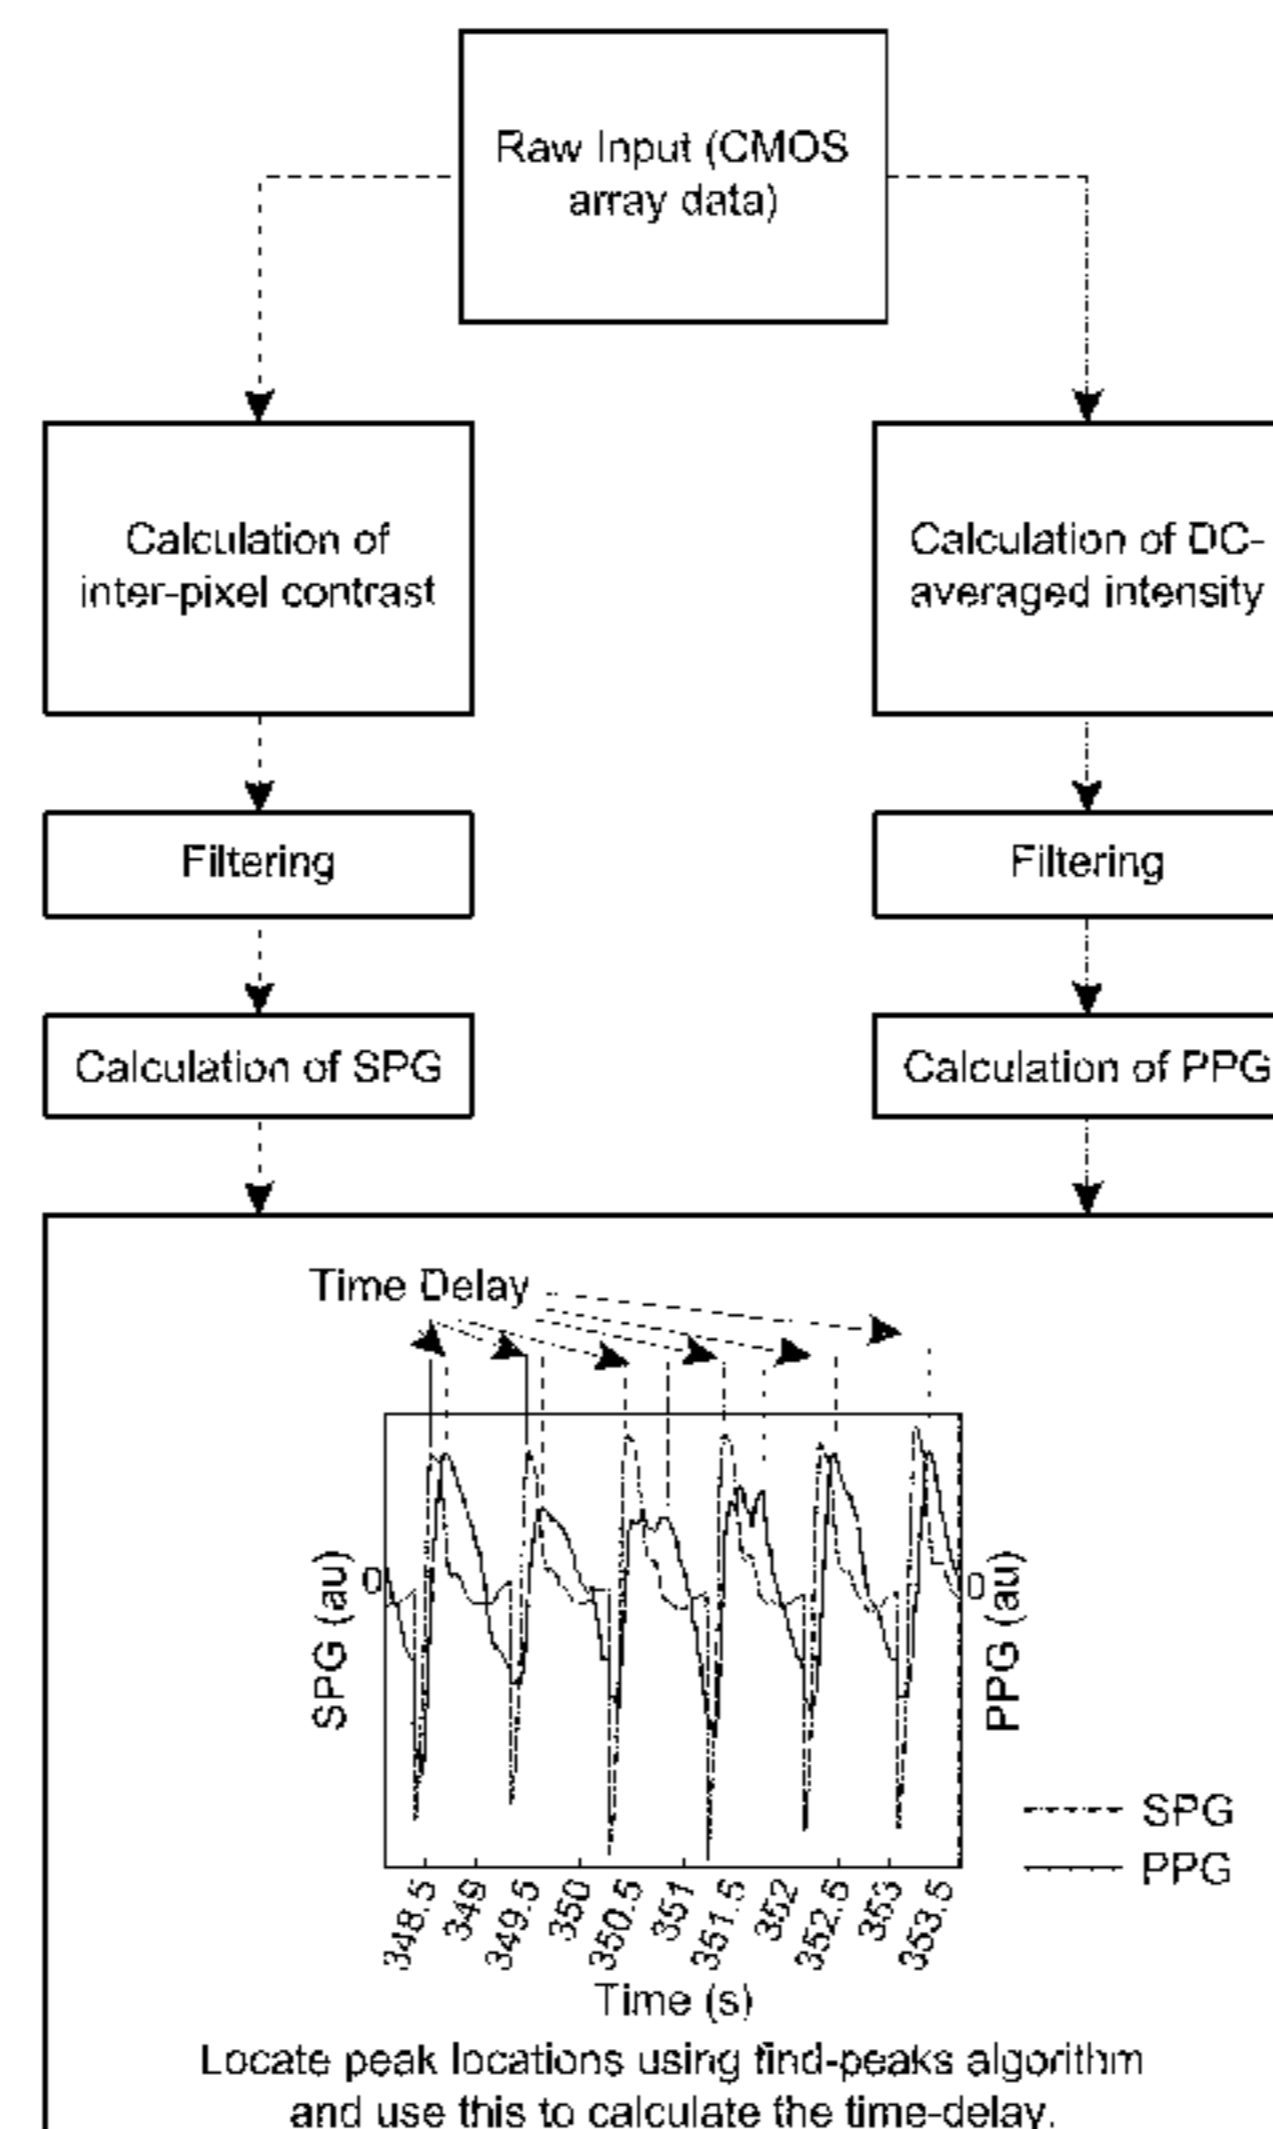 Raw Input (CMOS
array data)
Calculation of
inter-pixel contrast
Calculation of DC-
averaged intensity
Filtering
Filtering
Calculation of SPG
Calculation of PPG
Time Delay
SPG (au)
0
0
PPG (au)
SPG
PPG
348.5
349
349.5
350
350.5
351
351.5
352
352.5
353
353.5
Time (s)
Locate peak locations using find-peaks algorithm
and use this to calculate the time-delay.